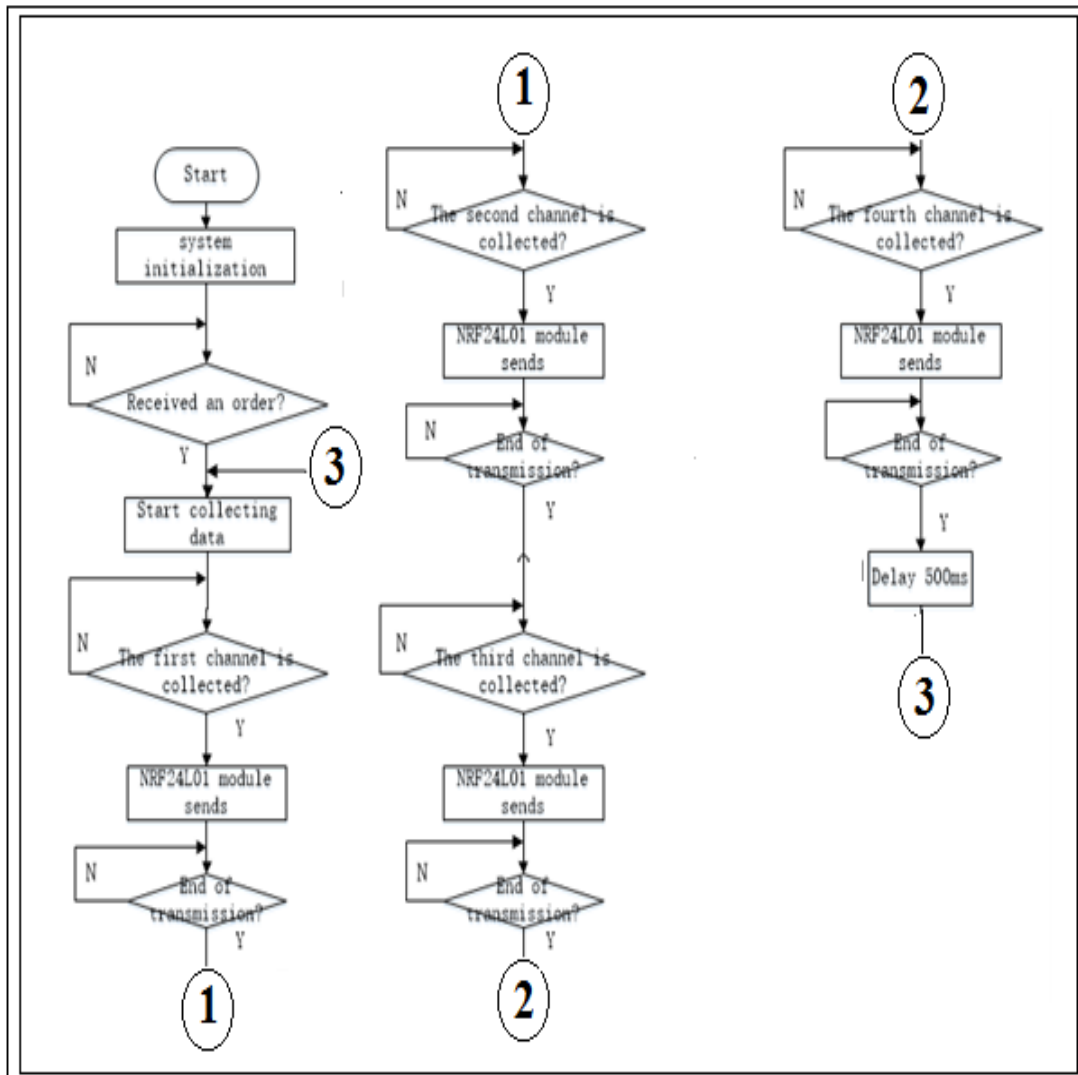 Start
system
initialization
N
Received an order?
Y
3
Start collecting
data
N
The first channel is
collected?
Y
NRF24L01 module
sends
N
End of
transmission?
Y
1
1
N
The second channel is
collected?
Y
NRF24L01 module
sends
N
End of
transmission?
Y
N
The third channel is
collected?
Y
NRF24L01 module
sends
N
End of
transmission?
Y
2
2
N
The fourth channel is
collected?
Y
NRF24L01 module
sends
N
End of
transmission?
Y
Delay 500ms
3